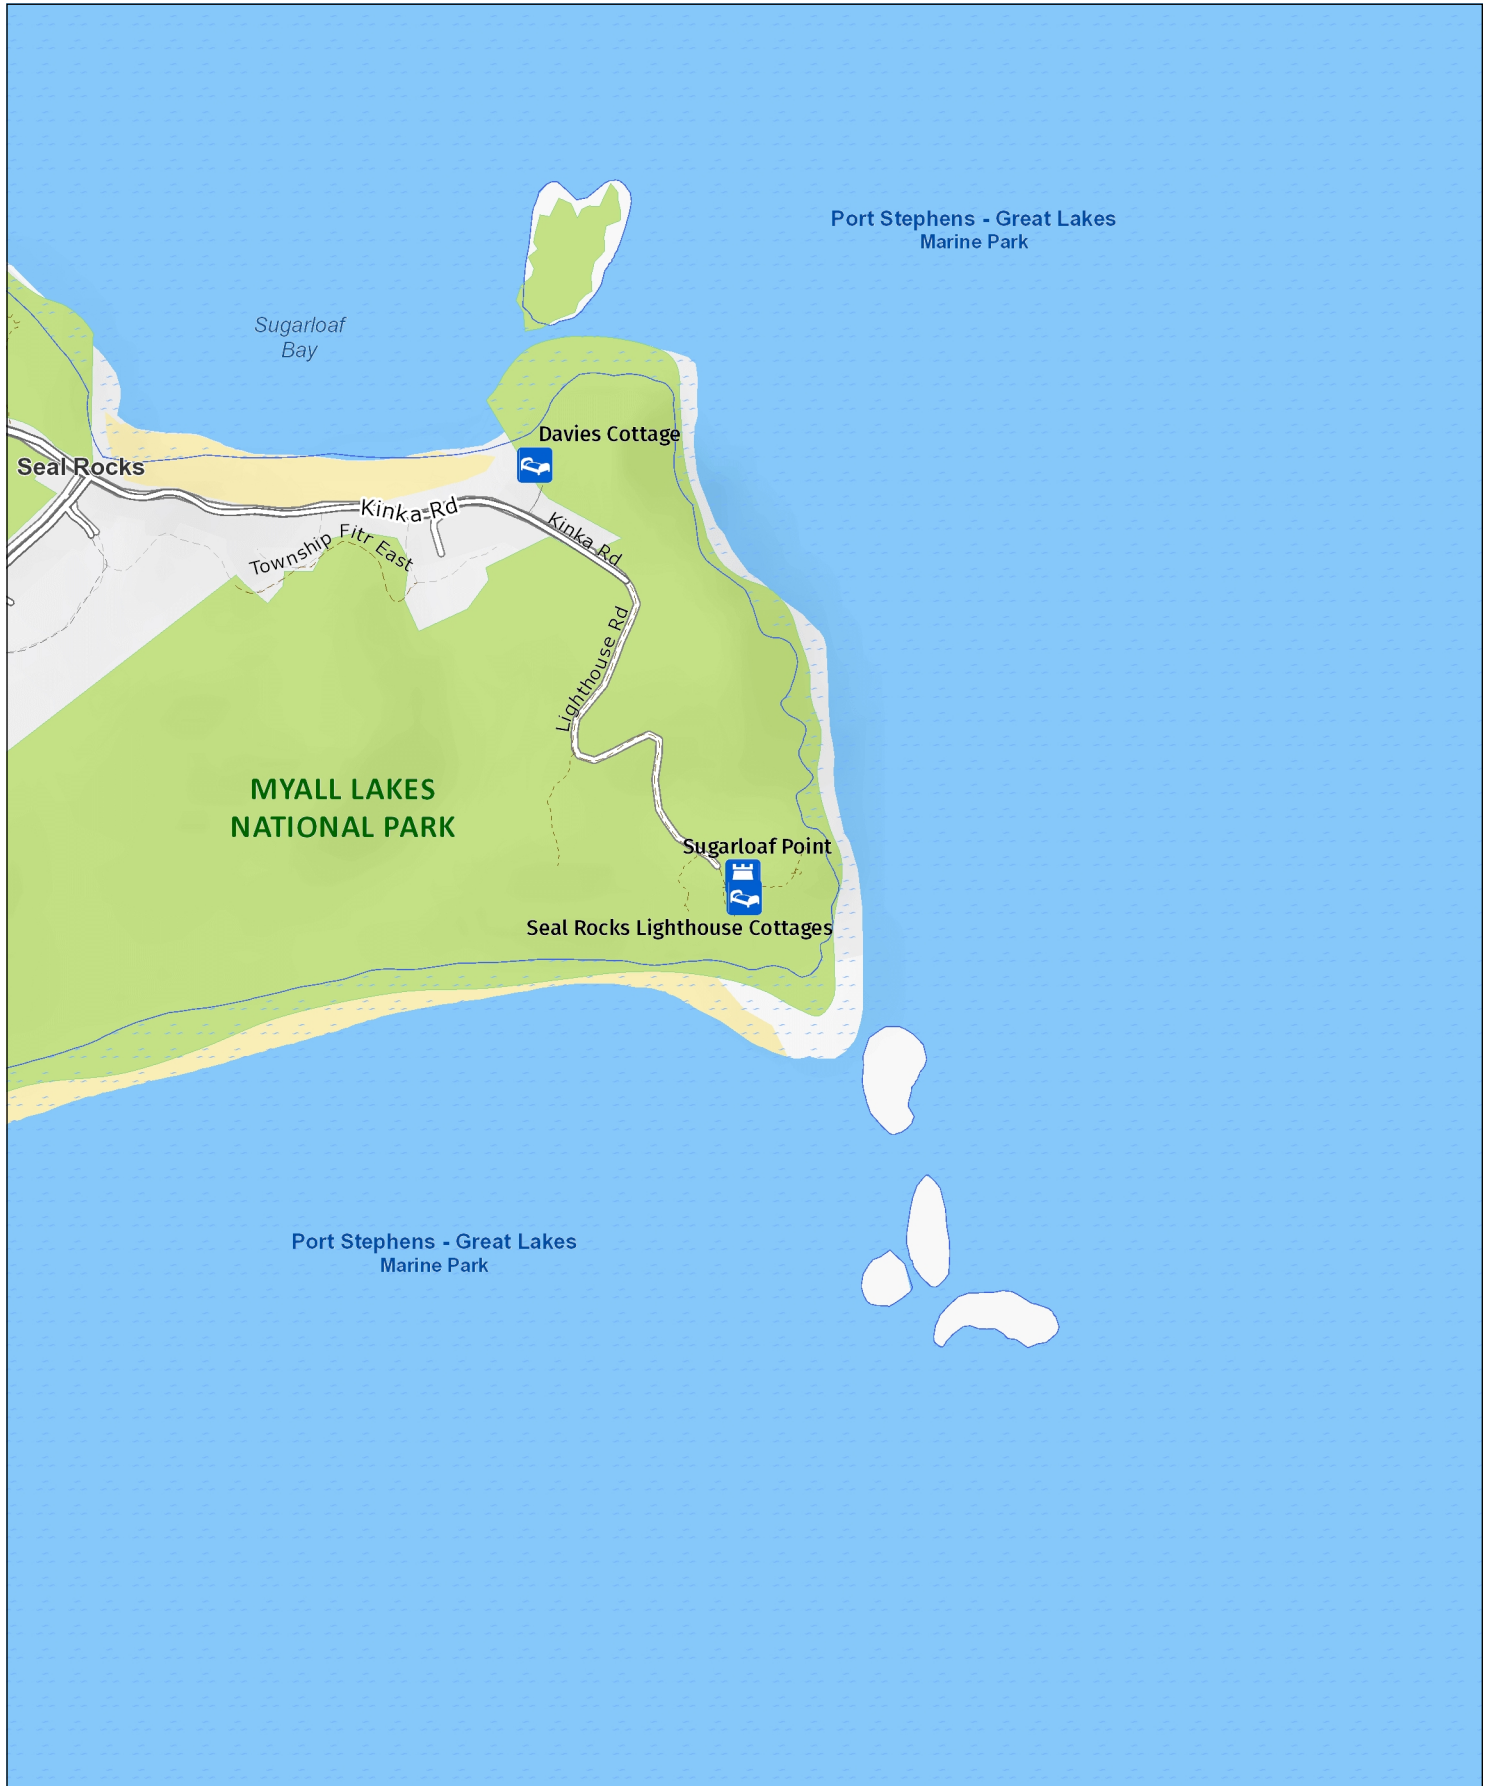 Port Stephens - Great Lakes
Marine Park
Sugarloaf
Bay
Davies Cottage
Seal Rocks
Kinka Rd
Kinka Rd
Township Fitr East
Lighthouse Rd
MYALL LAKES
NATIONAL PARK
Sugarloaf Point
Seal Rocks Lighthouse Cottages
Port Stephens - Great Lakes
Marine Park